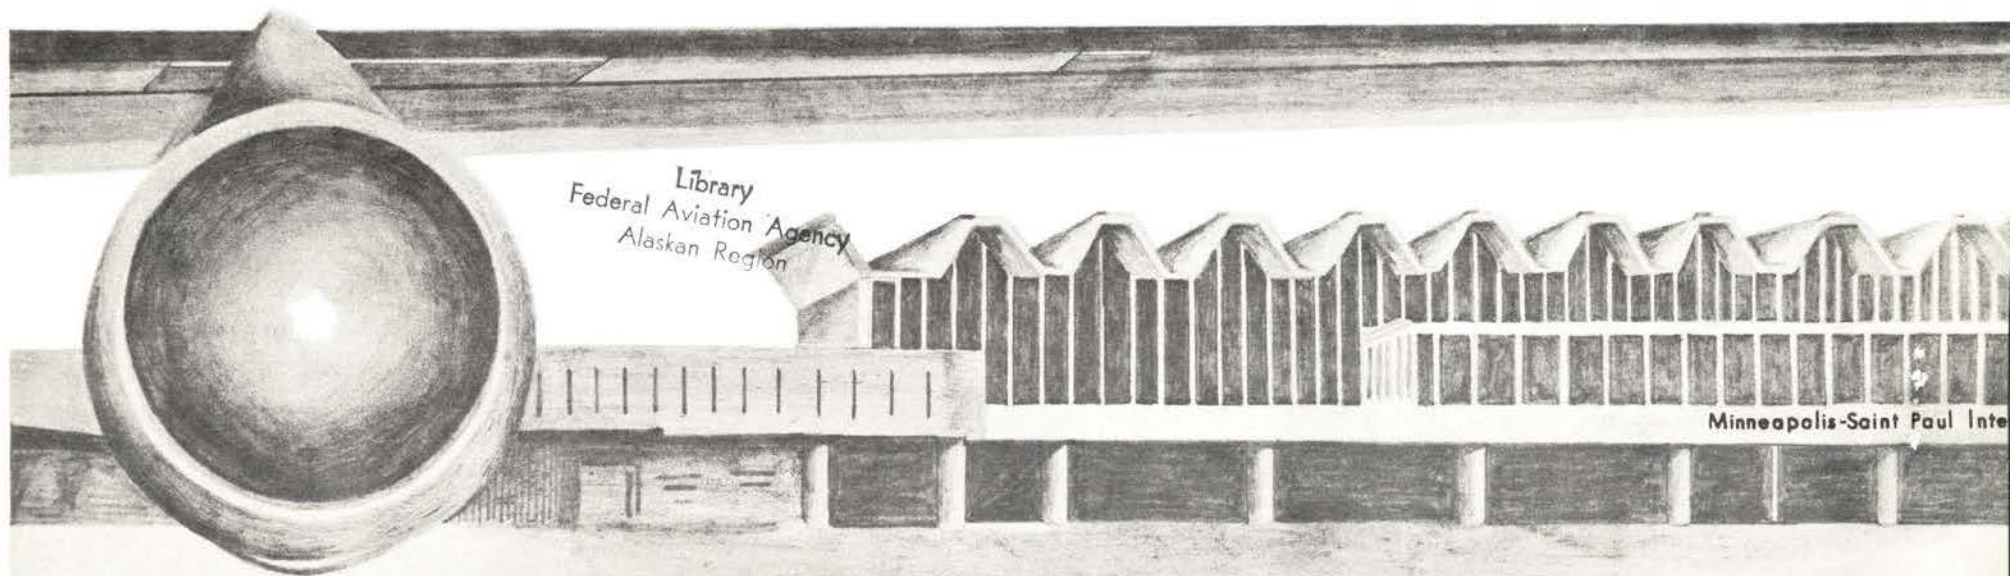 Library
Federal Aviation Agency
Alaskan Region
Minneapolis-Saint Paul Inte